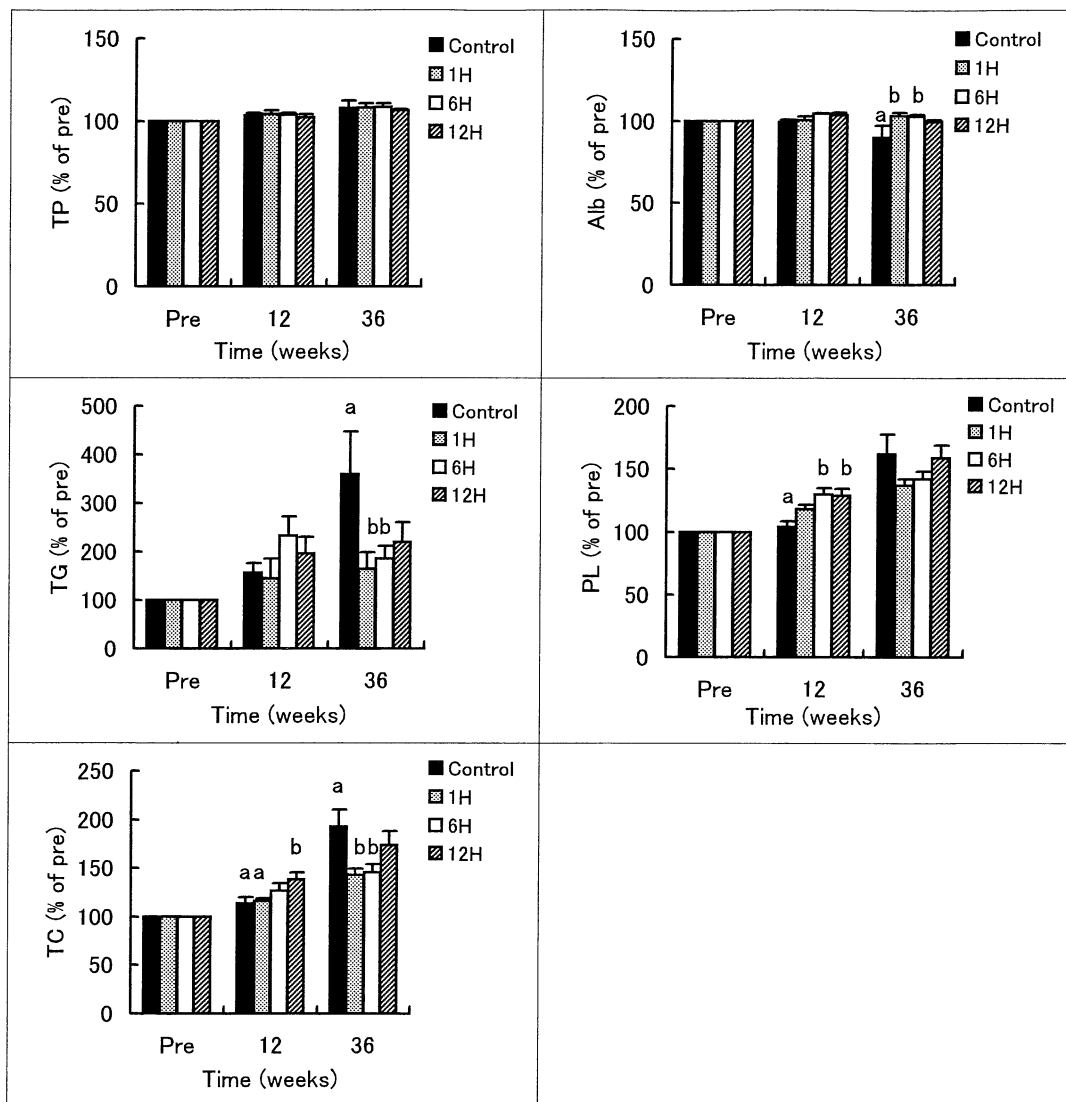 150
100
50
0
TP (% of pre)
Pre 12 36
Time (weeks)
Control
1H
6H
12H
150
100
50
0
Alb (% of pre)
a b b
Pre 12 36
Time (weeks)
Control
1H
6H
12H
500
400
300
200
100
0
TG (% of pre)
a
bb
Pre 12 36
Time (weeks)
Control
1H
6H
12H
200
150
100
50
0
PL (% of pre)
a b b
Pre 12 36
Time (weeks)
Control
1H
6H
12H
250
200
150
100
50
0
TC (% of pre)
aa b
a
bb
Pre 12 36
Time (weeks)
Control
1H
6H
12H